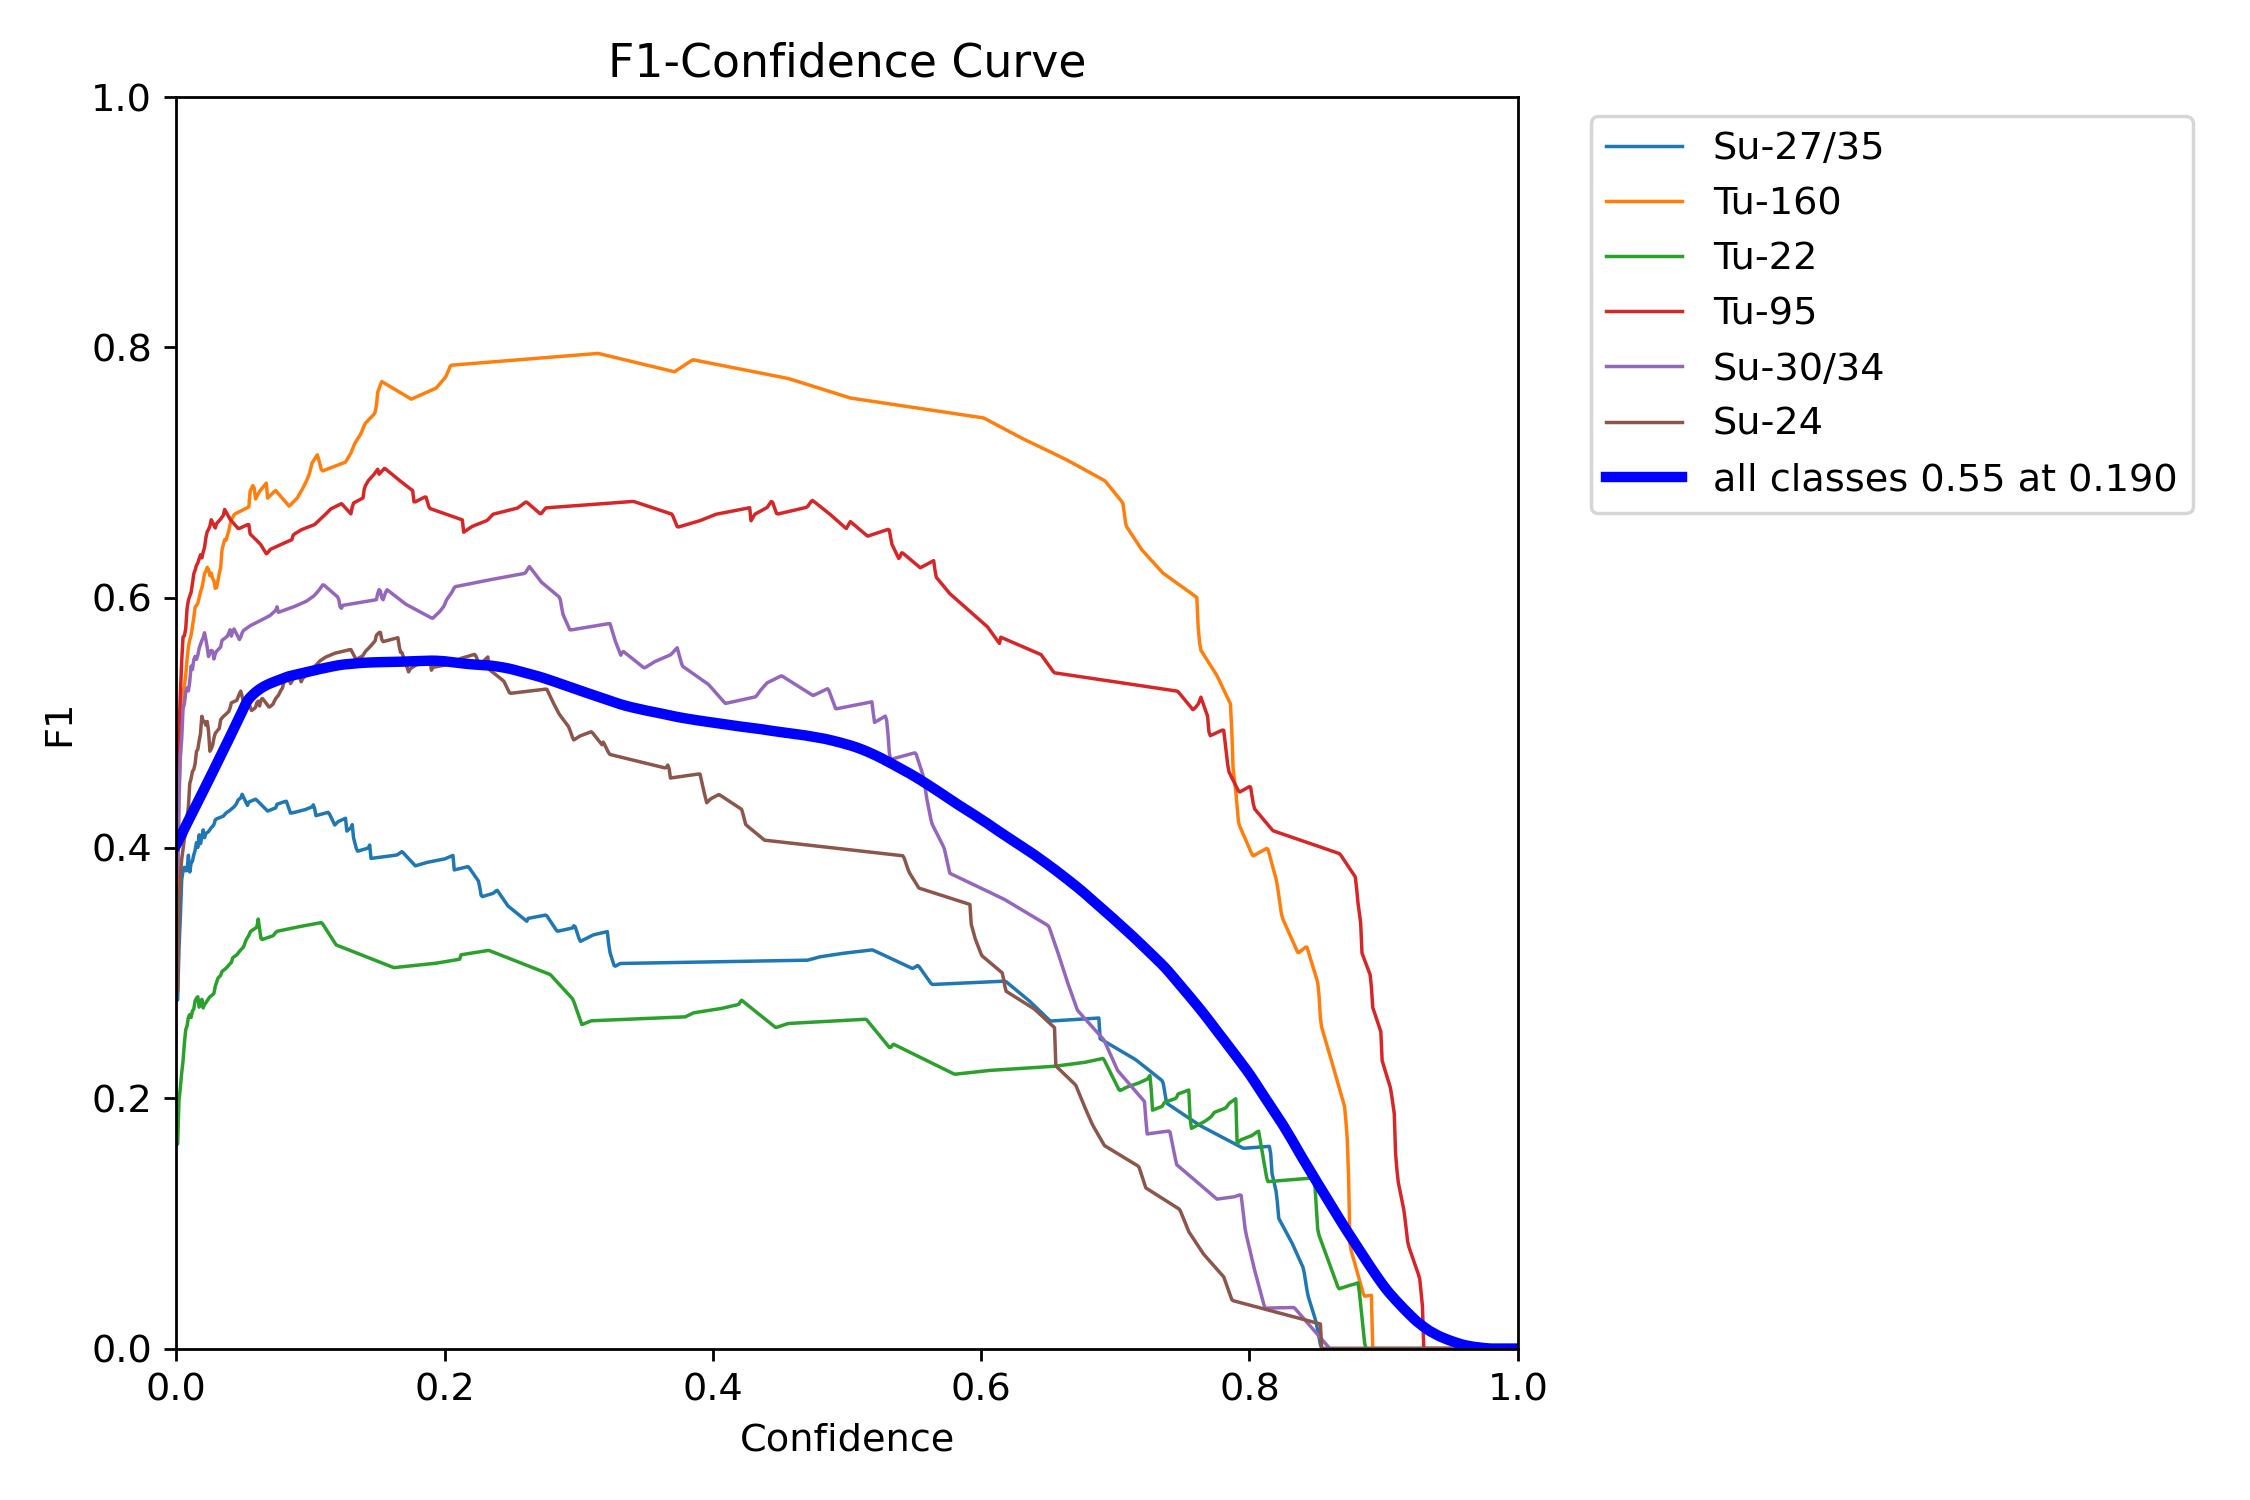 F1-Confidence Curve
1.0
0.8
0.6
0.4
0.2
0.0
F1
0.0 0.2 0.4 0.6 0.8 1.0
Confidence
Su-27/35
Tu-160
Tu-22
Tu-95
Su-30/34
Su-24
all classes 0.55 at 0.190